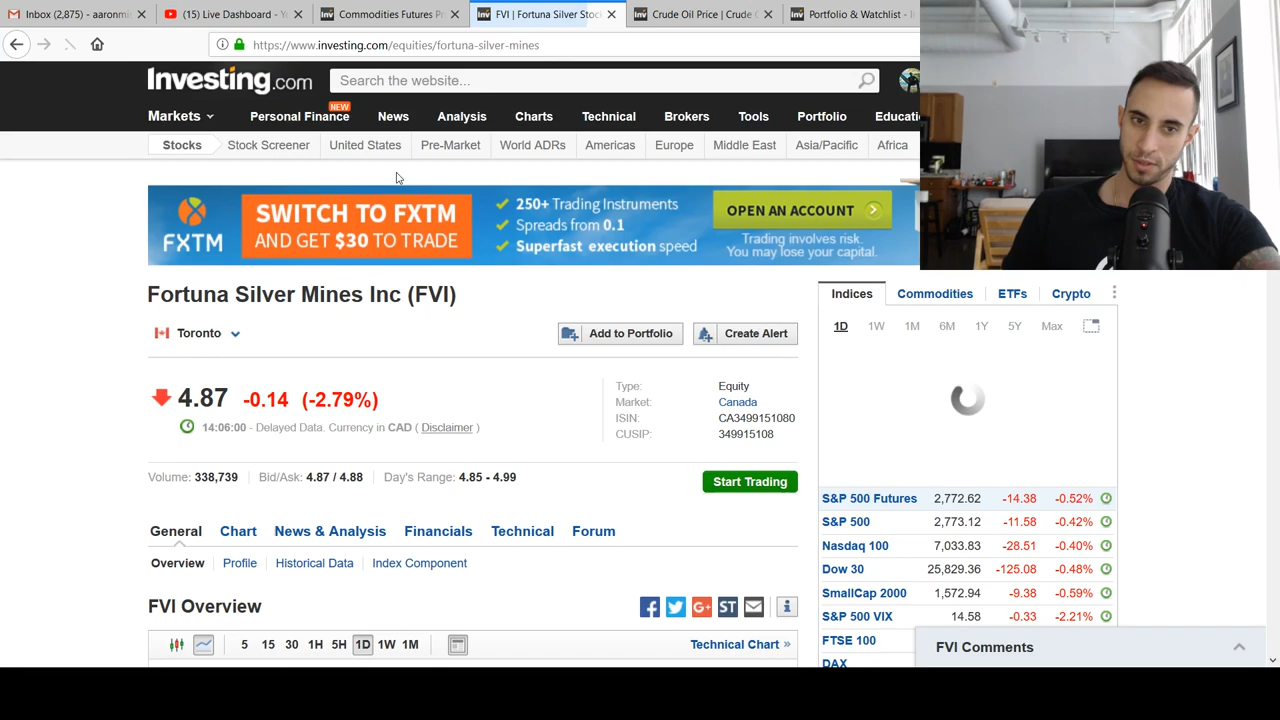 Inbox (2,875) - aaronmi
(15) Live Dashboard - Y
Commodities Futures P
FVI | Fortuna Silver Stoc
Crude Oil Price | Crude
Portfolio & Watchlist - In
https://www.investing.com/equities/fortuna-silver-mines
Investing.com
Search the website...
NEW
Markets
Personal Finance
News
Analysis
Charts
Technical
Brokers
Tools
Portfolio
Educati
Stocks
Stock Screener
United States
Pre-Market
World ADRs
Americas
Europe
Middle East
Asia/Pacific
Africa
FXTM
SWITCH TO FXTM
AND GET $30 TO TRADE
250+ Trading Instruments
Spreads from 0.1
Superfast execution speed
OPEN AN ACCOUNT
Trading involves risk.
You may lose your capital.
Fortuna Silver Mines Inc (FVI)
Toronto
Add to Portfolio
Create Alert
4.87 -0.14 (-2.79%)
14:06:00 - Delayed Data. Currency in CAD ( Disclaimer )
Type: Equity
Market: Canada
ISIN: CA3499151080
CUSIP: 349915108
Volume: 338,739
Bid/Ask: 4.87 / 4.88
Day's Range: 4.85 - 4.99
Start Trading
General
Chart
News & Analysis
Financials
Technical
Forum
Overview
Profile
Historical Data
Index Component
FVI Overview
ST
5 15 30 1H 5H 1D 1W 1M
Technical Chart »
Indices
Commodities
ETFs
Crypto
1D 1W 1M 6M 1Y 5Y Max
S&P 500 Futures 2,772.62 -14.38 -0.52%
S&P 500 2,773.12 -11.58 -0.42%
Nasdaq 100 7,033.83 -28.51 -0.40%
Dow 30 25,829.36 -125.08 -0.48%
SmallCap 2000 1,572.94 -9.38 -0.59%
S&P 500 VIX 14.58 -0.33 -2.21%
FTSE 100
DAX
FVI Comments